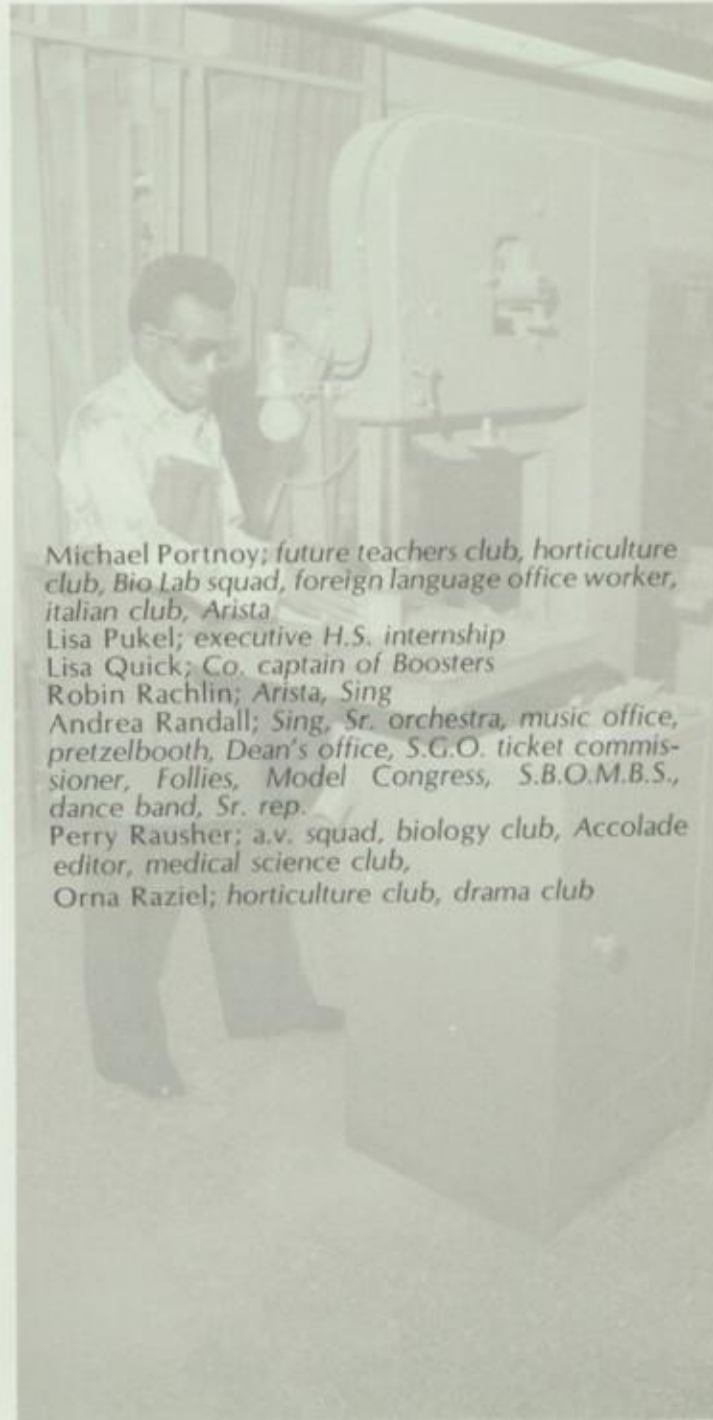 Michael Portnoy; future teachers club, horticulture
club, Bio Lab squad, foreign language office worker,
italian club, Arista
Lisa Pukel; executive H.S. internship
Lisa Quick; Co. captain of Boosters
Robin Rachlin; Arista, Sing
Andrea Randall; Sing, Sr. orchestra, music office,
pretzelbooth, Dean's office, S.G.O. ticket commis-
sioner, Follies, Model Congress, S.B.O.M.B.S.,
dance band, Sr. rep.
Perry Rausher; a.v. squad, biology club, Accolade
editor, medical science club,
Orna Raziel; horticulture club, drama club